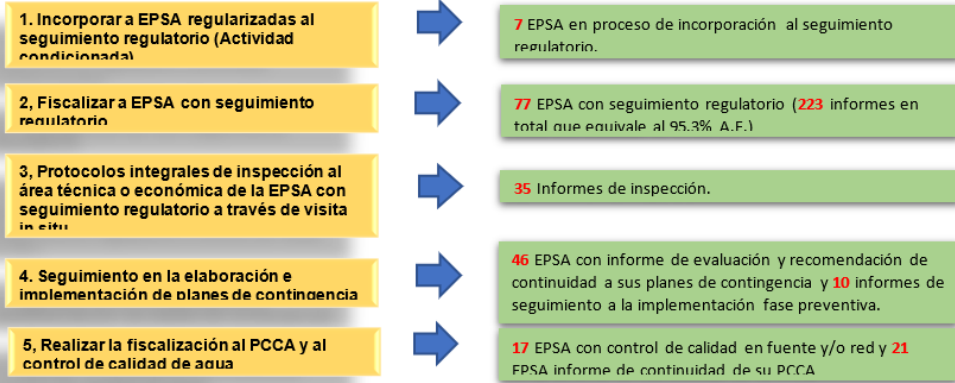 1. Incorporar a EPSA regularizadas al
seguimiento regulatorio (Actividad
condicionada)
7 EPSA en proceso de incorporación al seguimiento
regulatorio.
2, Fiscalizar a EPSA con seguimiento
regulatorio
77 EPSA con seguimiento regulatorio (223 informes en
total que equivale al 95.3% A.F.)
3, Protocolos integrales de inspección al
área técnica o económica de la EPSA con
seguimiento regulatorio a través de visita
in situ
35 Informes de inspección.
4. Seguimiento en la elaboración e
implementación de planes de contingencia
46 EPSA con informe de evaluación y recomendación de
continuidad a sus planes de contingencia y 10 informes de
seguimiento a la implementación fase preventiva.
5, Realizar la fiscalización al PCCA y al
control de calidad de agua
17 EPSA con control de calidad en fuente y/o red y 21
EPSA informe de continuidad de su PCCA